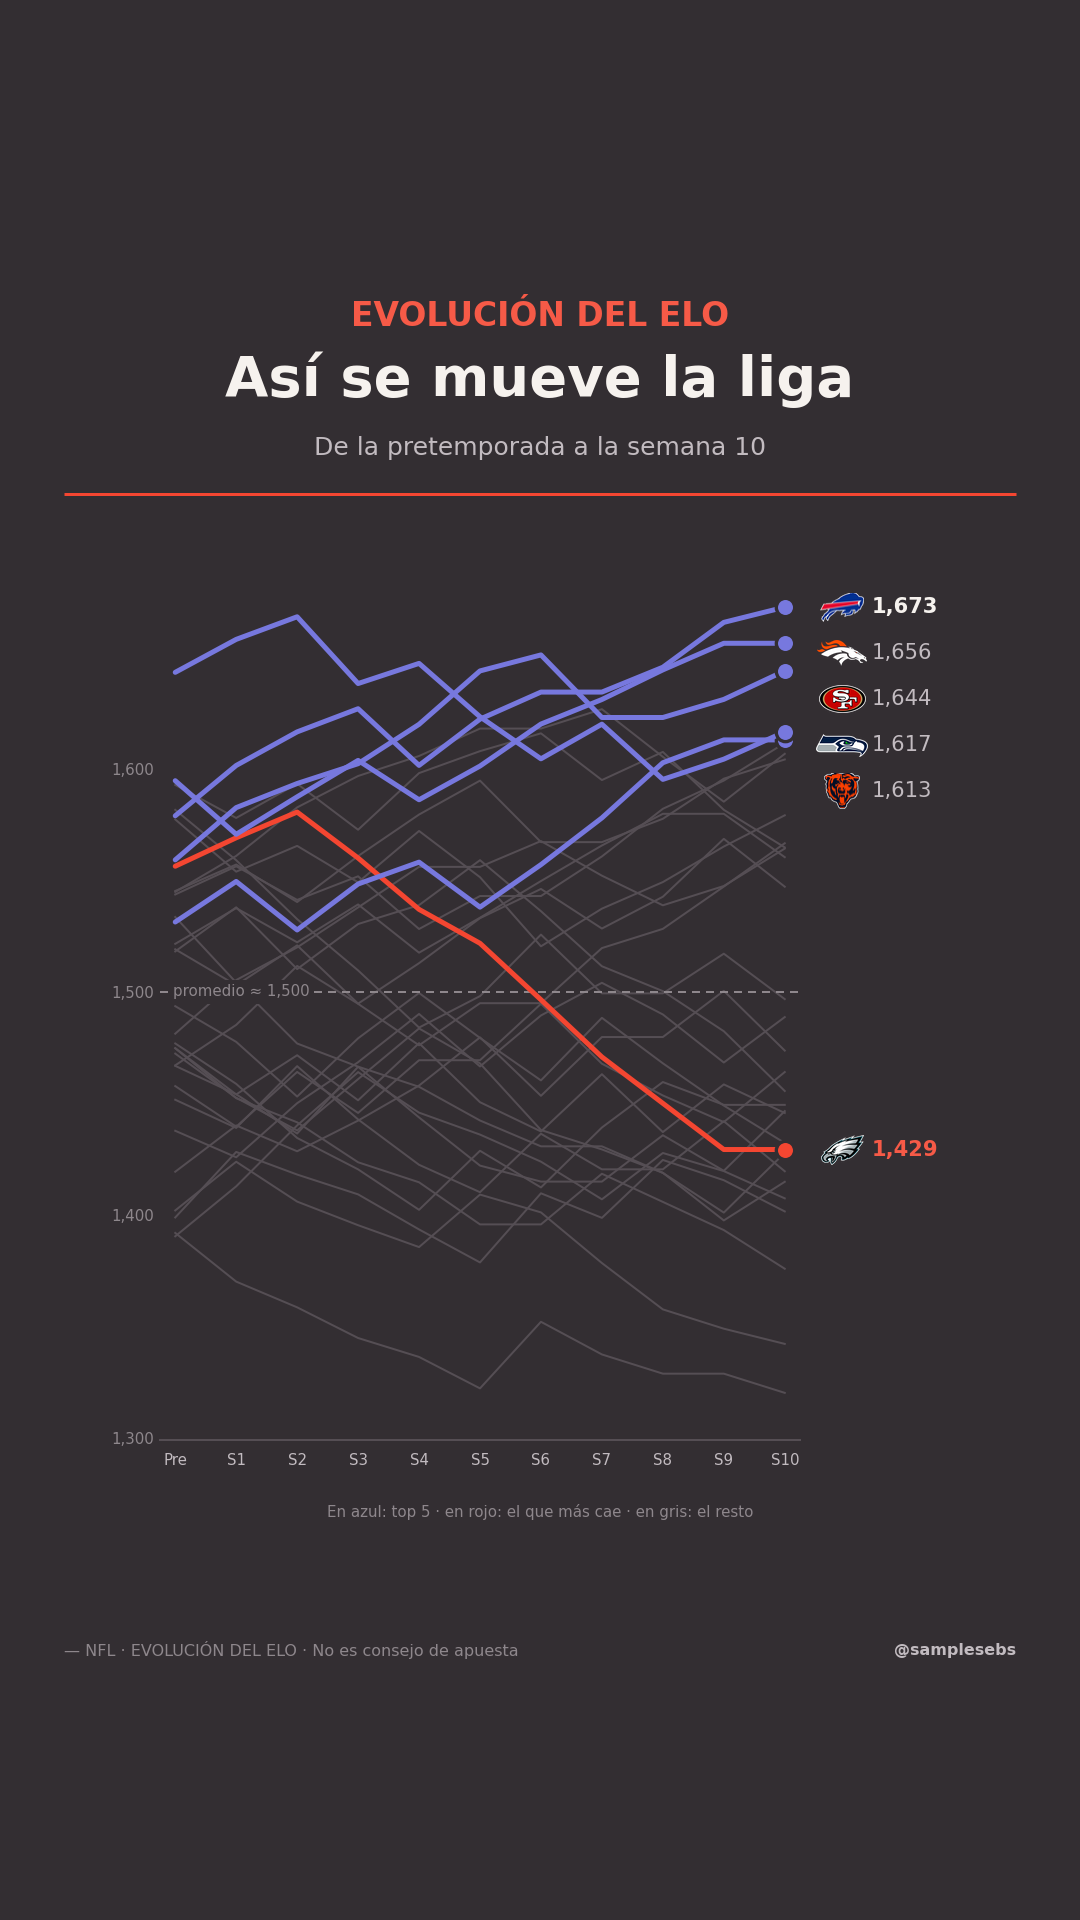 EVOLUCIÓN DEL ELO
Así se mueve la liga
De la pretemporada a la semana 10
1,673
1,656
1,644
SF
1,617
1,613
1,600
1,500
promedio ≈ 1,500
1,429
1,400
1,300
Pre S1 S2 S3 S4 S5 S6 S7 S8 S9 S10
En azul: top 5 · en rojo: el que más cae · en gris: el resto
— NFL · EVOLUCIÓN DEL ELO · No es consejo de apuesta
@samplesebs